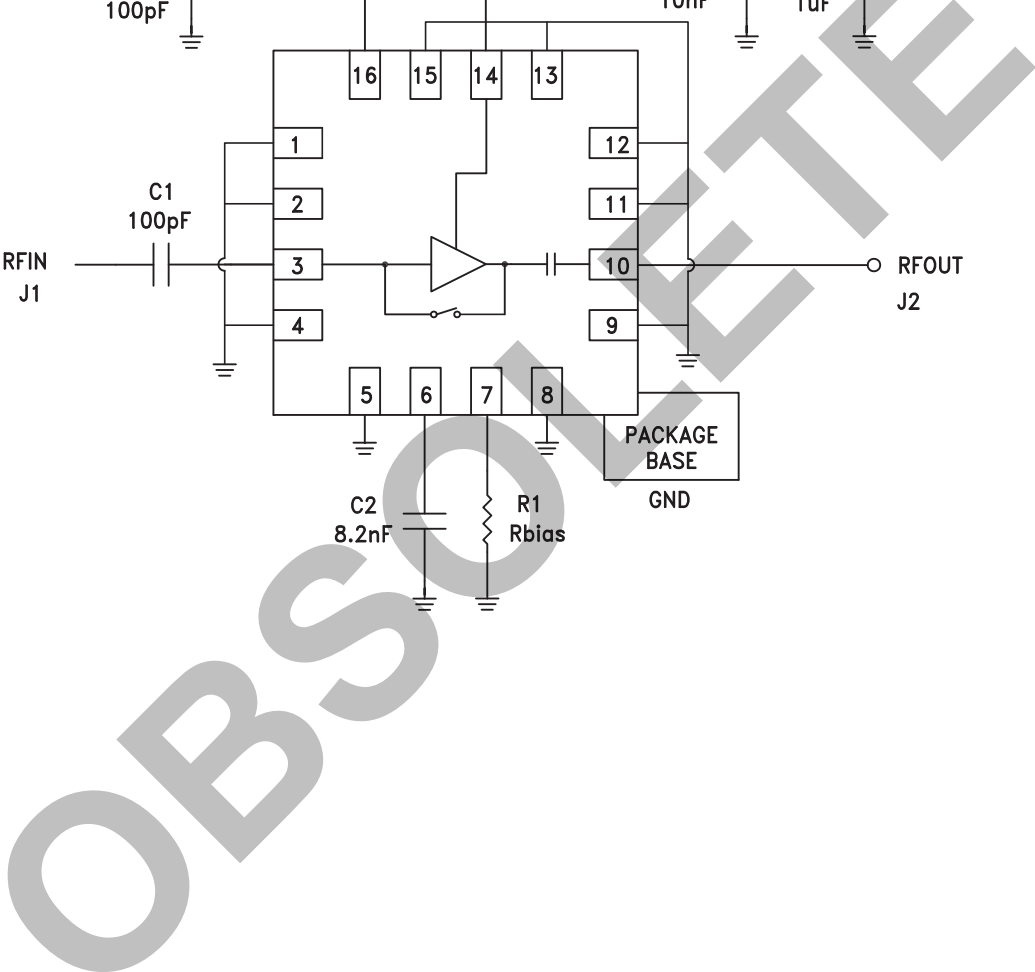 100pF
10nF
1uF
16
15
14
13
1
12
C1
100pF
2
11
RFIN
3
10
RFOUT
J1
J2
4
9
5
6
7
8
PACKAGE
BASE
GND
C2
8.2nF
R1
Rbias
OBSOLETE